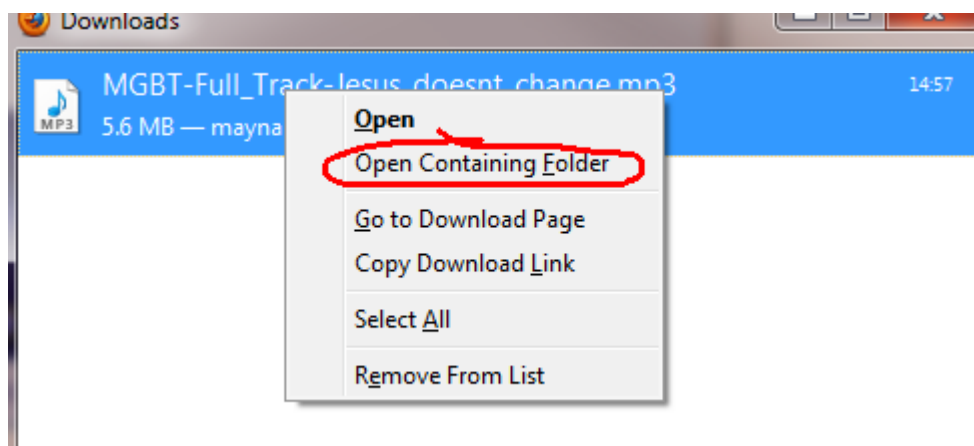 Downloads
MGBT-Full_Track-Jesus_doesnt_change.mp3
14:57
MP3
5.6 MB — mayna
Open
Open Containing Folder
Go to Download Page
Copy Download Link
Select All
Remove From List